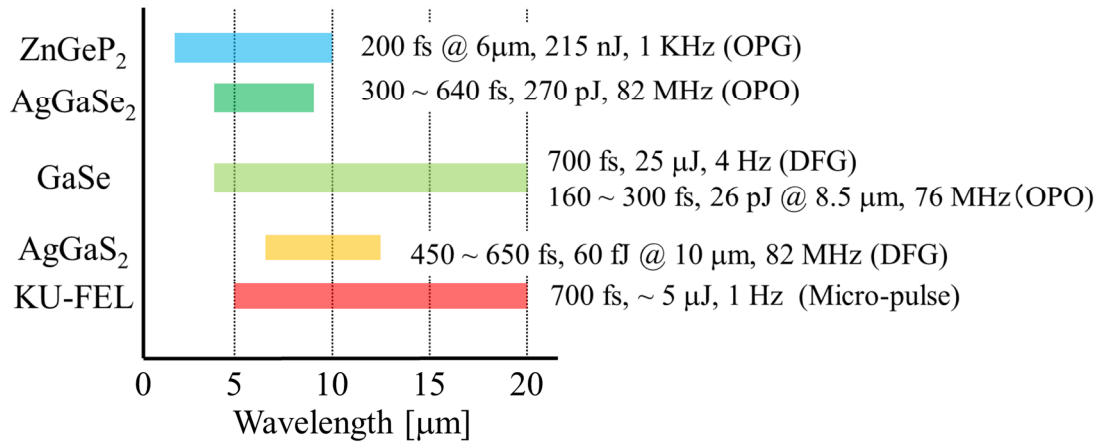 ZnGeP₂
200 fs @ 6μm, 215 nJ, 1 KHz (OPG)
AgGaSe₂
300 ~ 640 fs, 270 pJ, 82 MHz (OPO)
GaSe
700 fs, 25 μJ, 4 Hz (DFG)
160 ~ 300 fs, 26 pJ @ 8.5 μm, 76 MHz(OPO)
AgGaS₂
450 ~ 650 fs, 60 fJ @ 10 μm, 82 MHz (DFG)
KU-FEL
700 fs, ~ 5 μJ, 1 Hz (Micro-pulse)
0 5 10 15 20
Wavelength [μm]